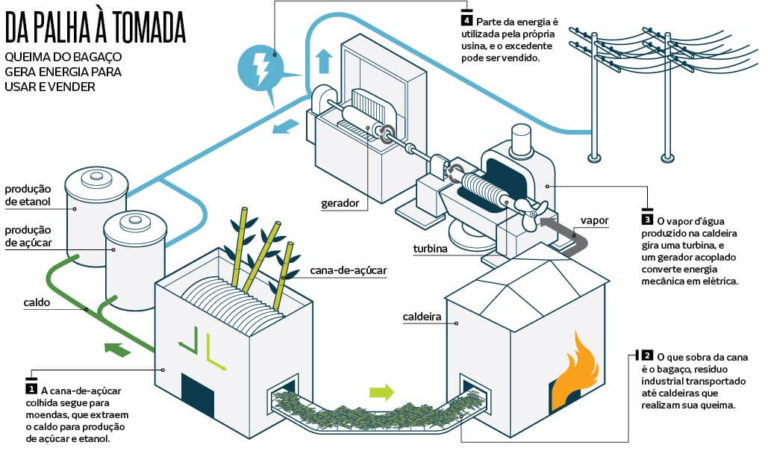 DA PALHA À TOMADA
QUEIMA DO BAGAÇO
GERA ENERGIA PARA
USAR E VENDER
4 Parte da energia é
utilizada pela própria
usina, e o excedente
pode ser vendido.
produção
de etanol
produção
de açúcar
gerador
turbina
vapor
3 O vapor d'água
produzido na caldeira
gira uma turbina, e
um gerador acoplado
converte energia
mecânica em elétrica.
cana-de-açúcar
caldo
caldeira
1 A cana-de-açúcar
colhida segue para
moendas, que extraem
o caldo para produção
de açúcar e etanol.
2 O que sobra da cana
é o bagaço, resíduo
industrial transportado
até caldeiras que
realizam sua queima.